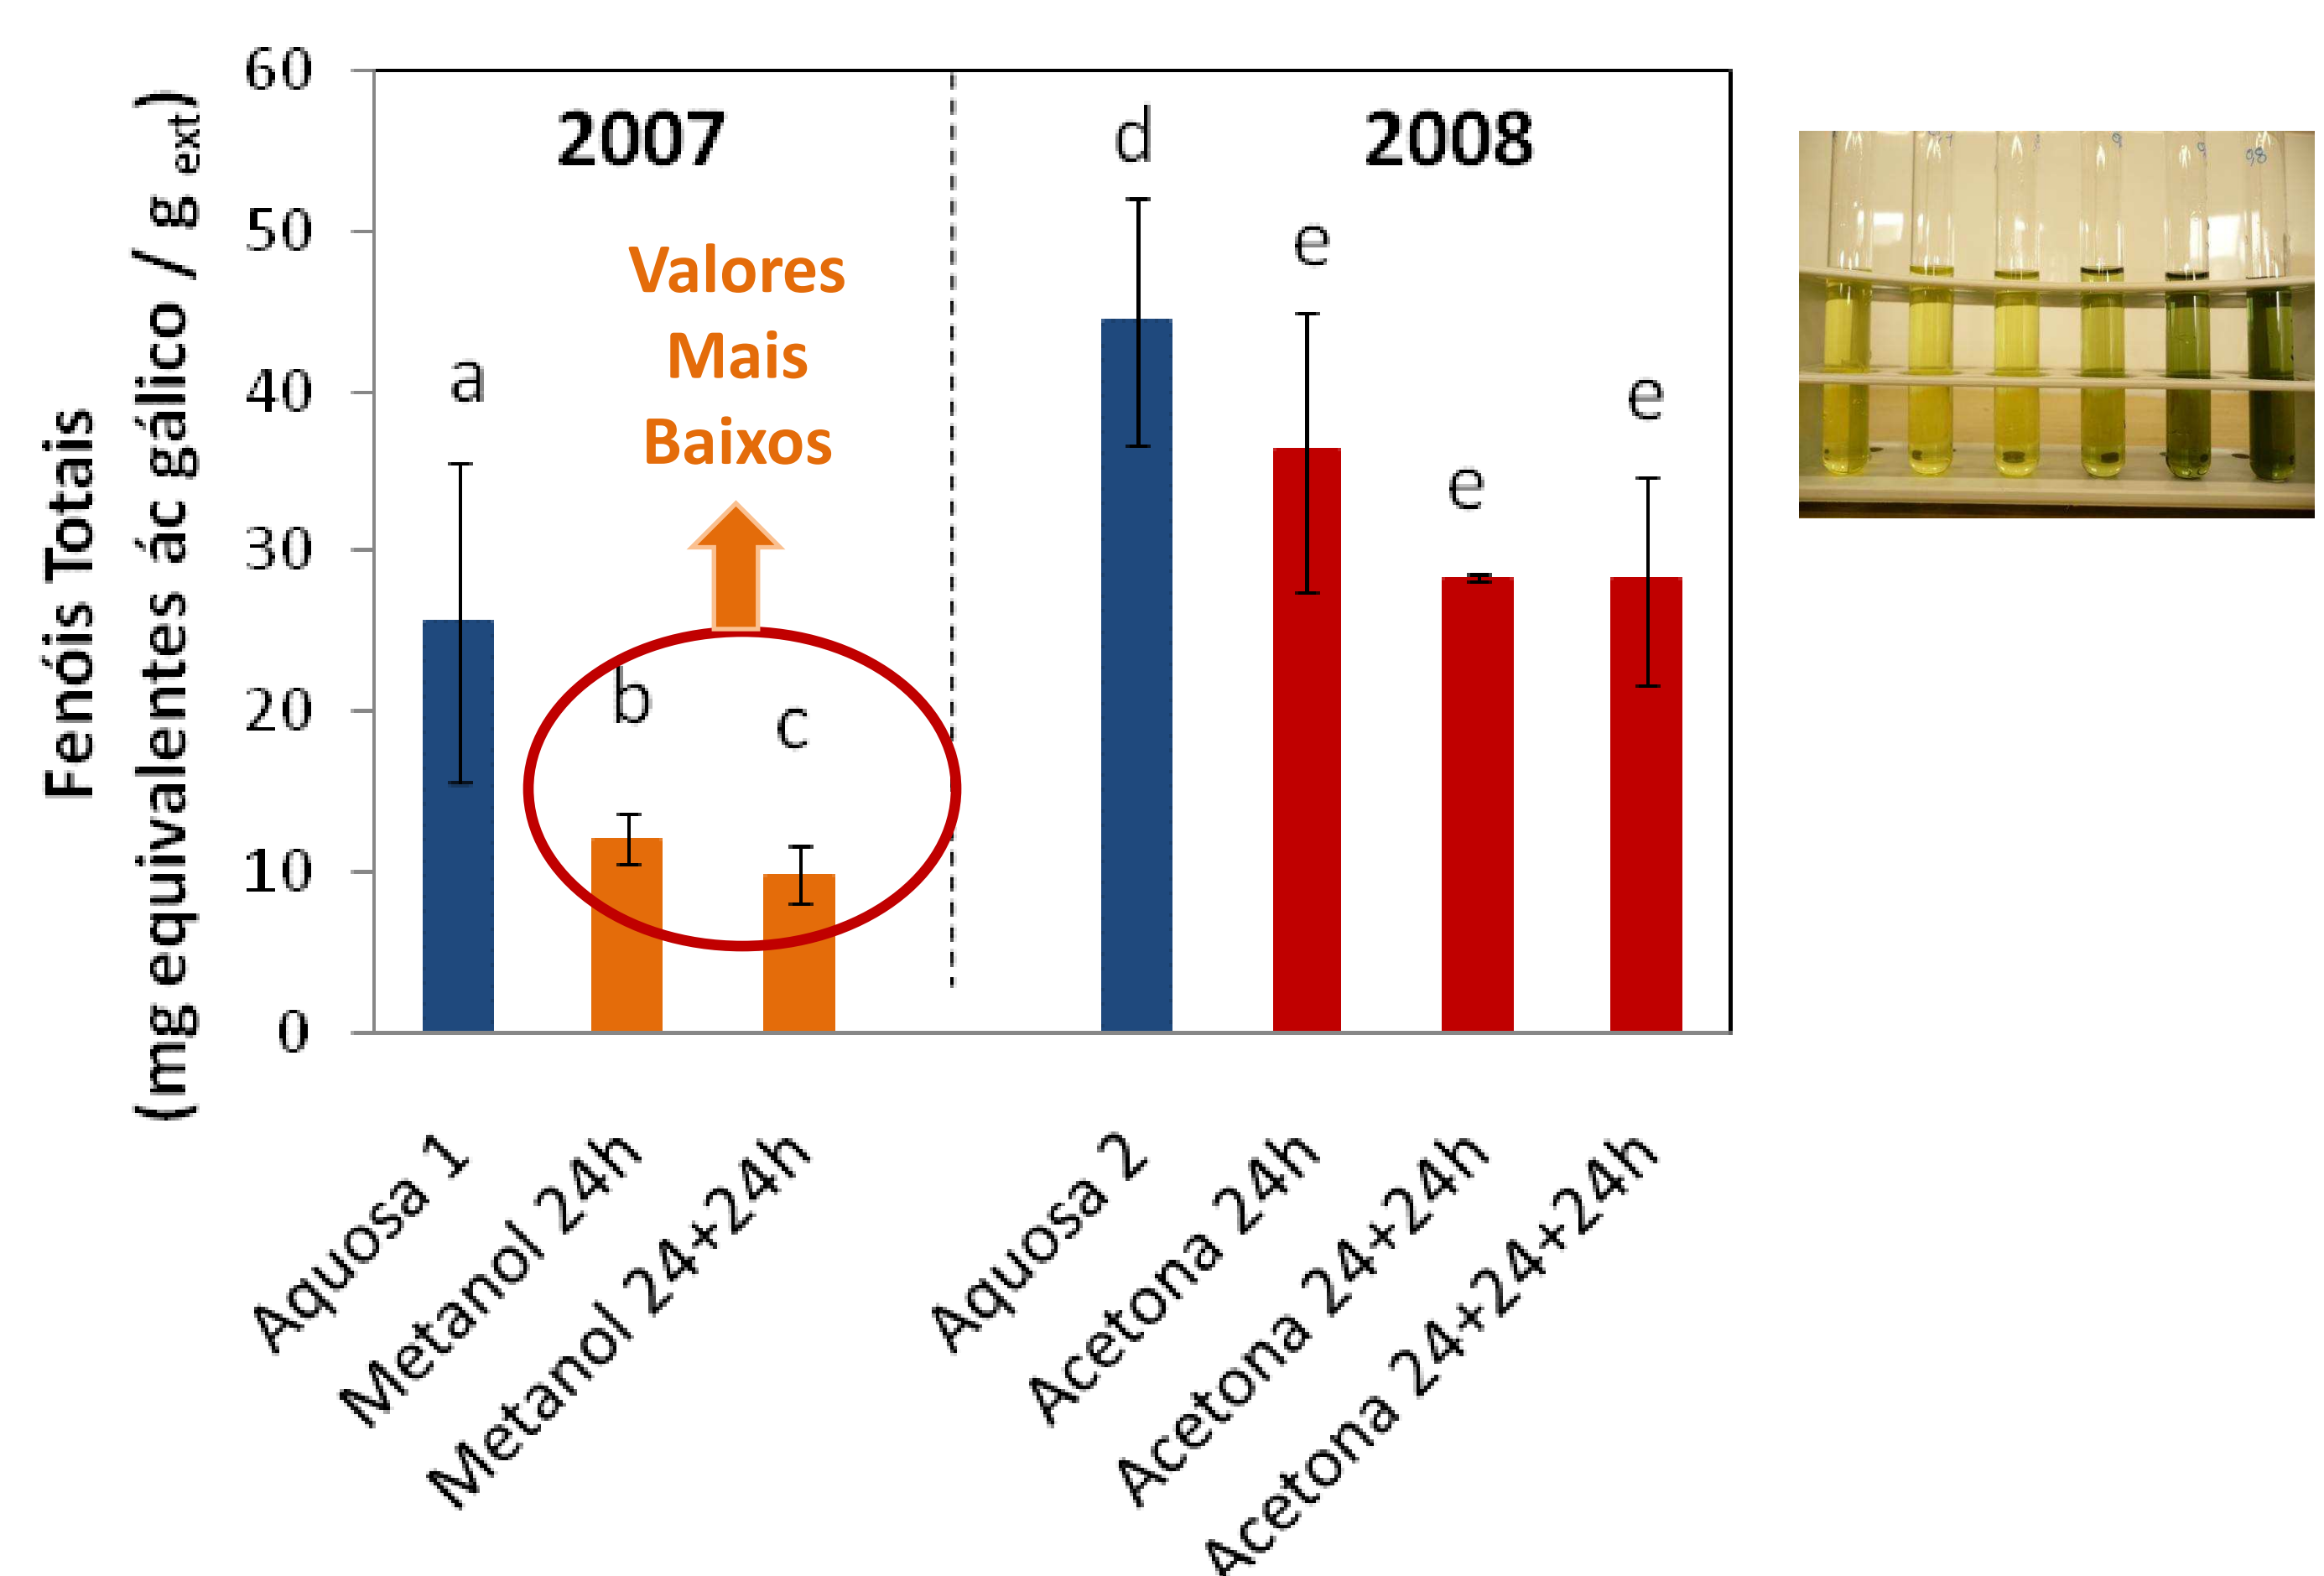 Fenóis Totais
(mg equivalentes ác gálico / g ext)
60
50
40
30
20
10
0
2007
2008
Valores
Mais
Baixos
a
b
c
d
e
e
e
Aquosa 1
Metanol 24h
Metanol 24+24h
Aquosa 2
Acetona 24h
Acetona 24+24h
Acetona 24+24+24h